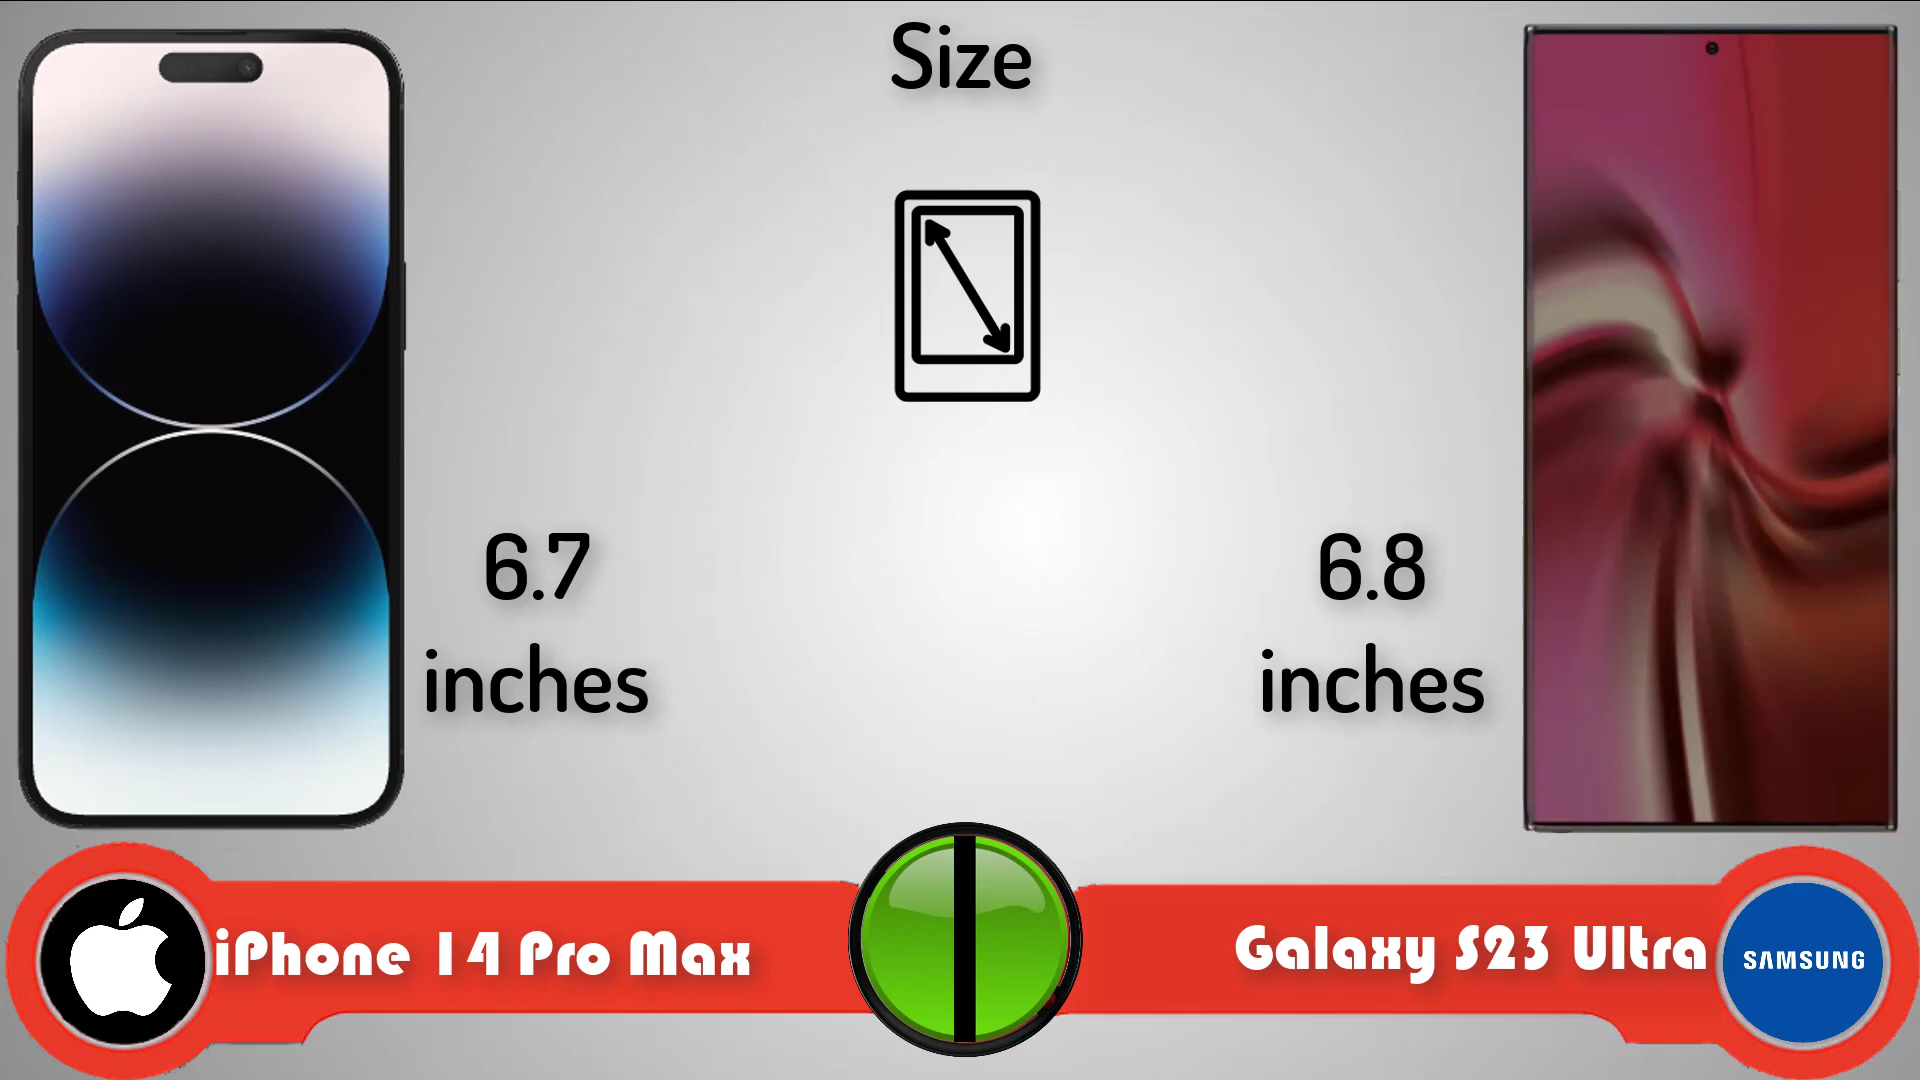 Size
6.7
inches
6.8
inches
iPhone 14 Pro Max
Galaxy S23 Ultra
SAMSUNG